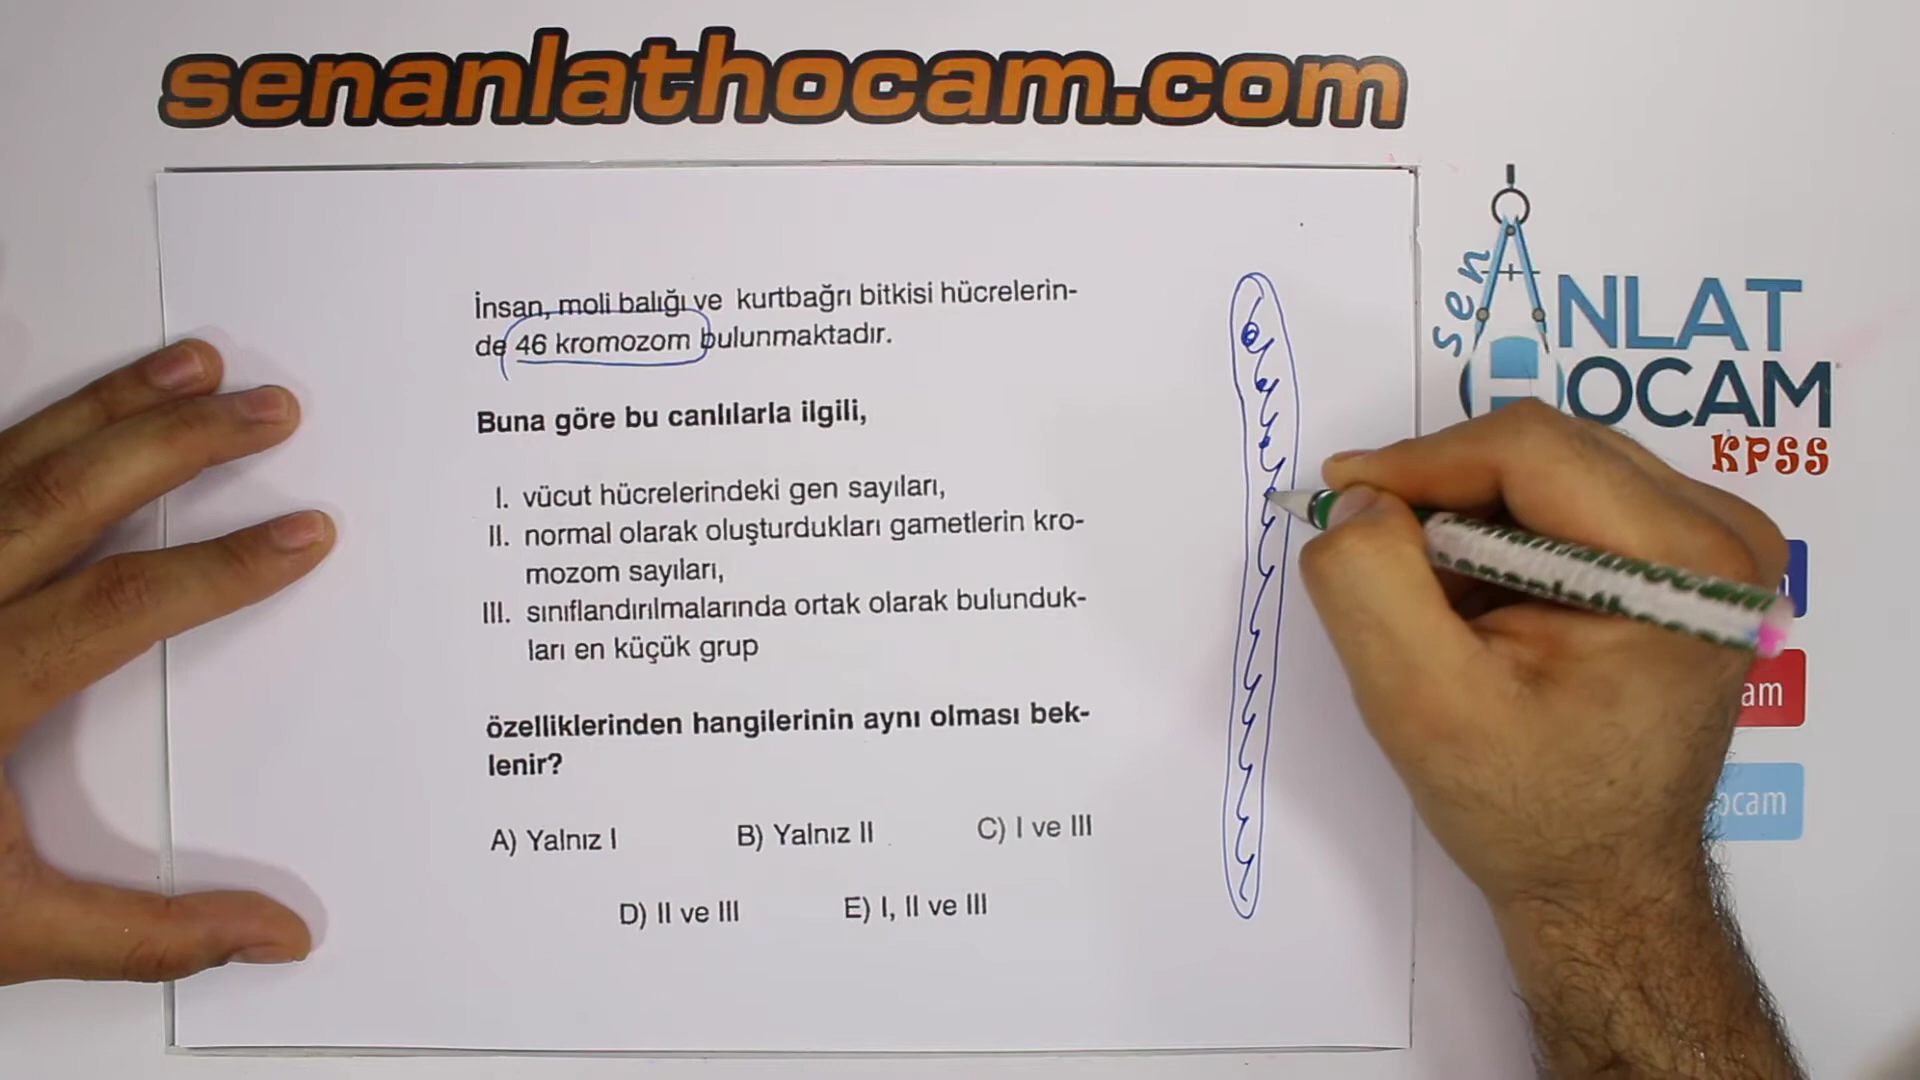 senanlathocam.com
İnsan, moli balığı ve kurtbağrı bitkisi hücrelerin-
de 46 kromozom bulunmaktadır.
Buna göre bu canlılarla ilgili,
I. vücut hücrelerindeki gen sayıları,
II. normal olarak oluşturdukları gametlerin kro-
mozom sayıları,
III. sınıflandırılmalarında ortak olarak bulunduk-
ları en küçük grup
özelliklerinden hangilerinin aynı olması bek-
lenir?
A) Yalnız I B) Yalnız II C) I ve III
D) II ve III E) I, II ve III
sen
ANLAT
HOCAM
KPSS
am
ocam